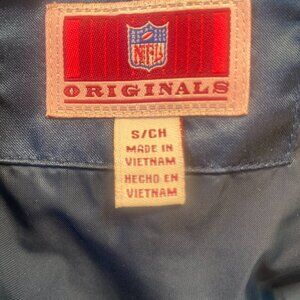 NFL
ORIGINALS
S/CH
MADE IN
VIETNAM
HECHO EN
VIETNAM